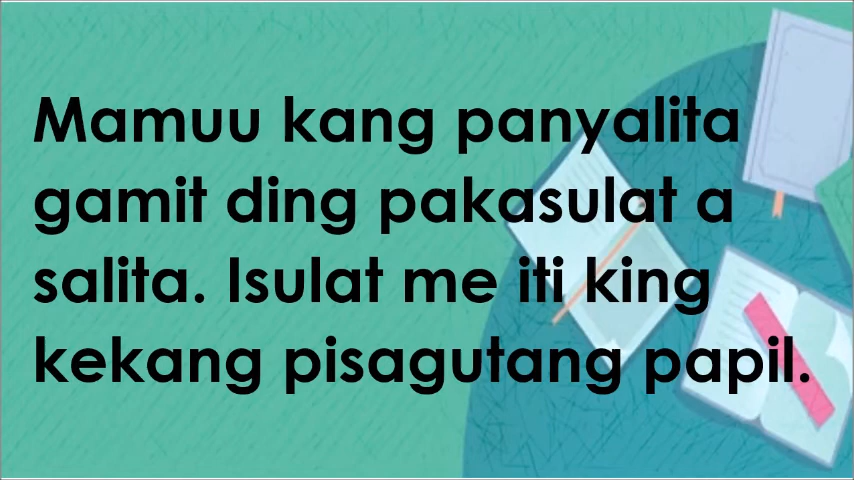 Mamuu kang panyalita
gamit ding pakasulat a
salita. Isulat me iti king
kekang pisagutang papil.